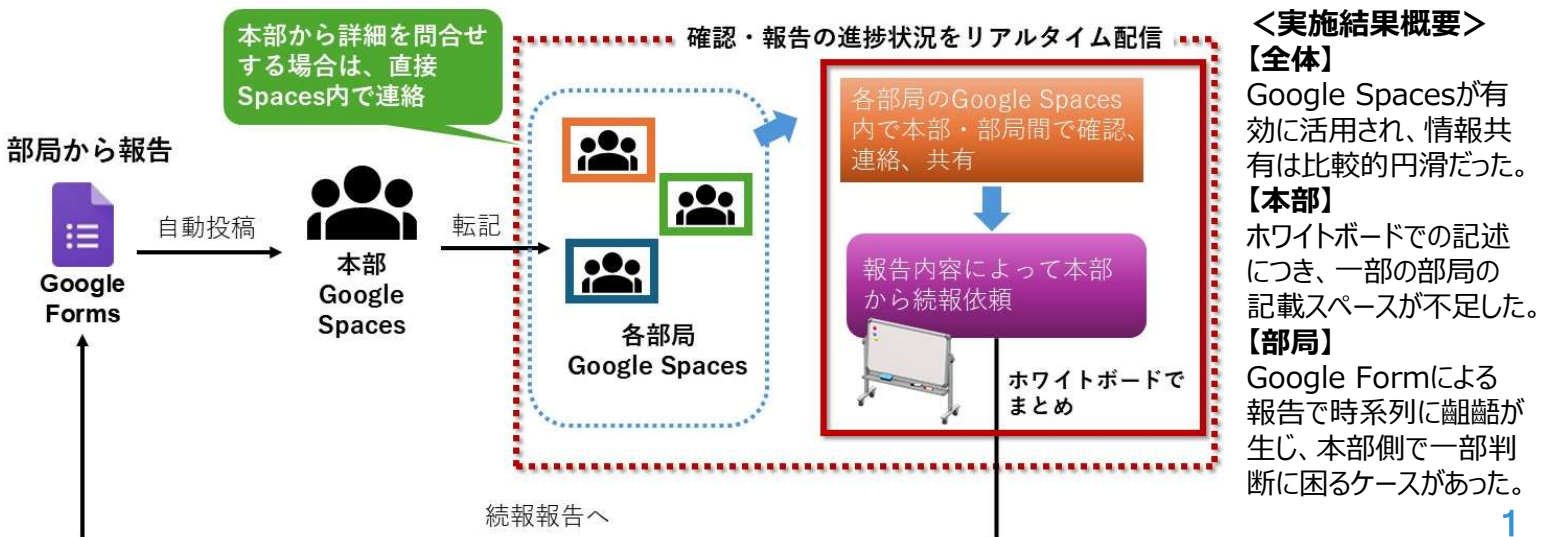 本部から詳細を問合せ
する場合は、直接
Spaces内で連絡
確認・報告の進捗状況をリアルタイム配信
部局から報告
Google
Forms
自動投稿
本部
Google
Spaces
転記
各部局
Google Spaces
各部局のGoogle Spaces
内で本部・部局間で確認、
連絡、共有
報告内容によって本部
から続報依頼
ホワイトボードで
まとめ
続報報告へ
＜実施結果概要＞
【全体】
Google Spacesが有
効に活用され、情報共
有は比較的円滑だった。
【本部】
ホワイトボードでの記述
につき、一部の部局の
記載スペースが不足した。
【部局】
Google Formによる
報告で時系列に齟齬が
生じ、本部側で一部判
断に困るケースがあった。
1